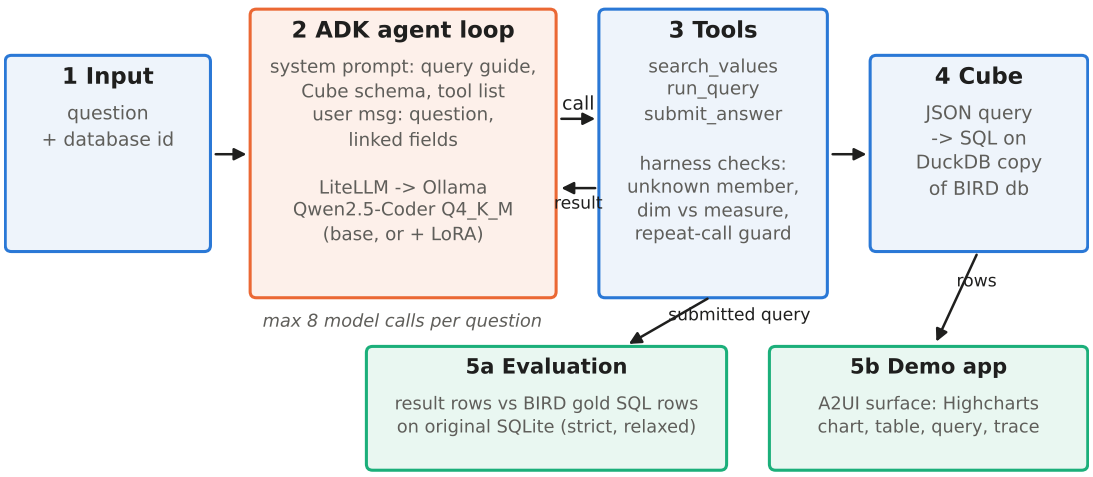 1 Input
question
+ database id
2 ADK agent loop
system prompt: query guide,
Cube schema, tool list
user msg: question,
linked fields
LiteLLM -> Ollama
Qwen2.5-Coder Q4_K_M
(base, or + LoRA)
max 8 model calls per question
call
result
3 Tools
search_values
run_query
submit_answer
harness checks:
unknown member,
dim vs measure,
repeat-call guard
4 Cube
JSON query
-> SQL on
DuckDB copy
of BIRD db
submitted query
rows
5a Evaluation
result rows vs BIRD gold SQL rows
on original SQLite (strict, relaxed)
5b Demo app
A2UI surface: Highcharts
chart, table, query, trace